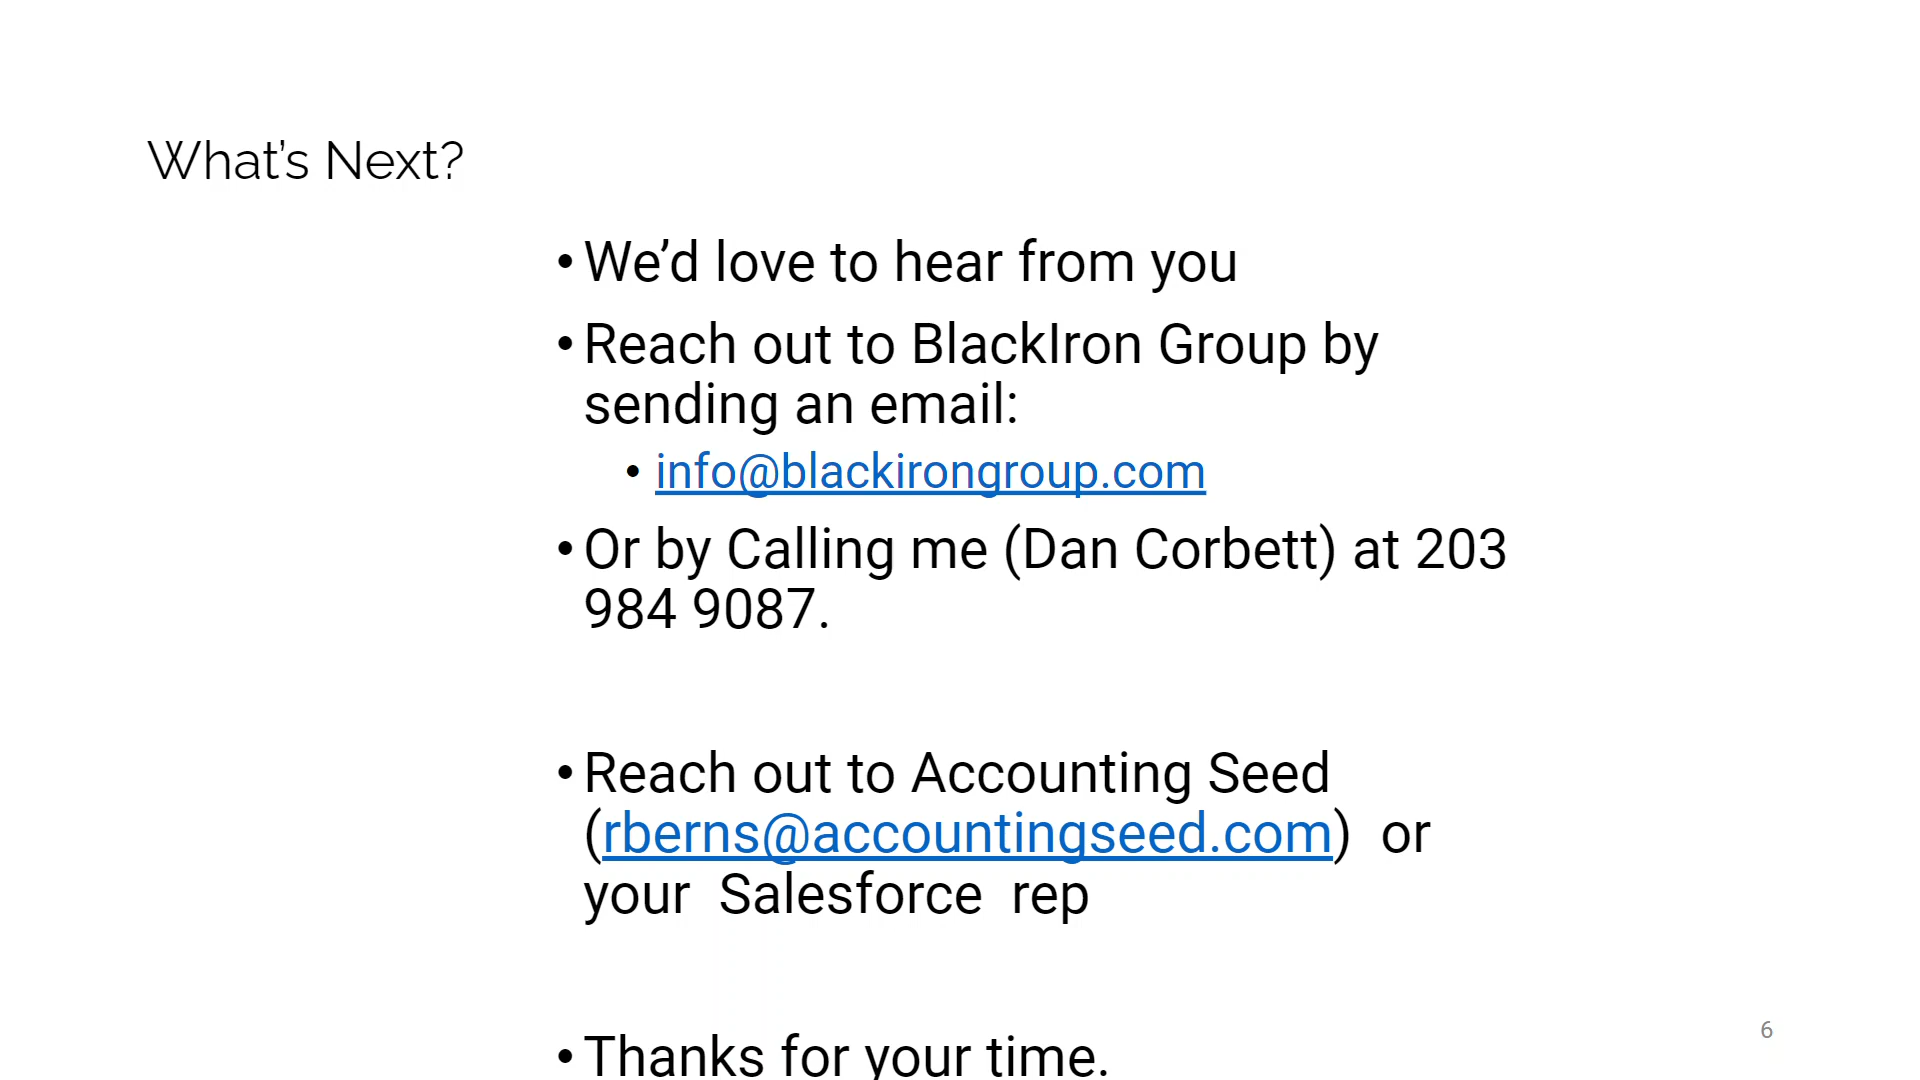 What’s Next?
• We’d love to hear from you
• Reach out to BlackIron Group by
sending an email:
• info@blackirongroup.com
• Or by Calling me (Dan Corbett) at 203
984 9087.
• Reach out to Accounting Seed
(rberns@accountingseed.com)  or
your  Salesforce  rep
• Thanks for your time.
6